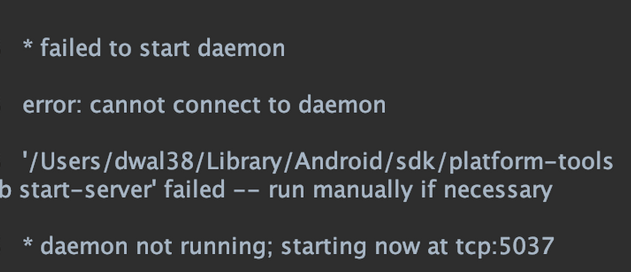 * failed to start daemon
error: cannot connect to daemon
'/Users/dwal38/Library/Android/sdk/platform-tools
b start-server' failed -- run manually if necessary
* daemon not running; starting now at tcp:5037